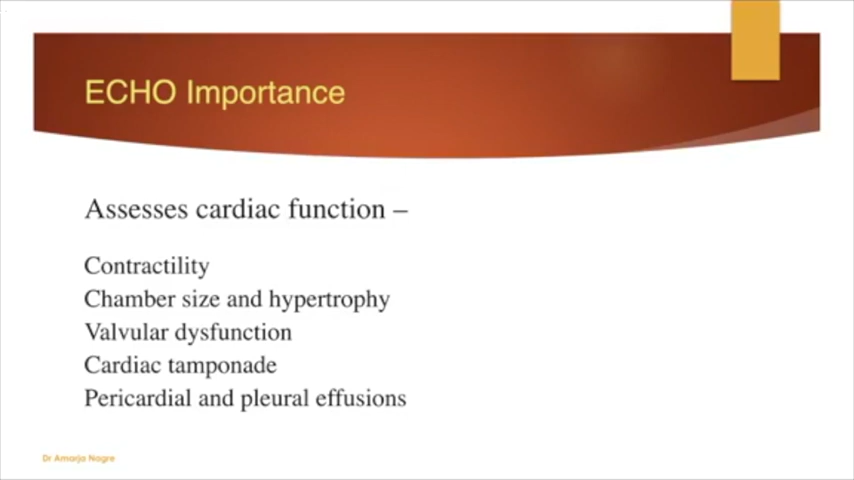 ECHO Importance
Assesses cardiac function –
Contractility
Chamber size and hypertrophy
Valvular dysfunction
Cardiac tamponade
Pericardial and pleural effusions
Dr Amarja Nagre